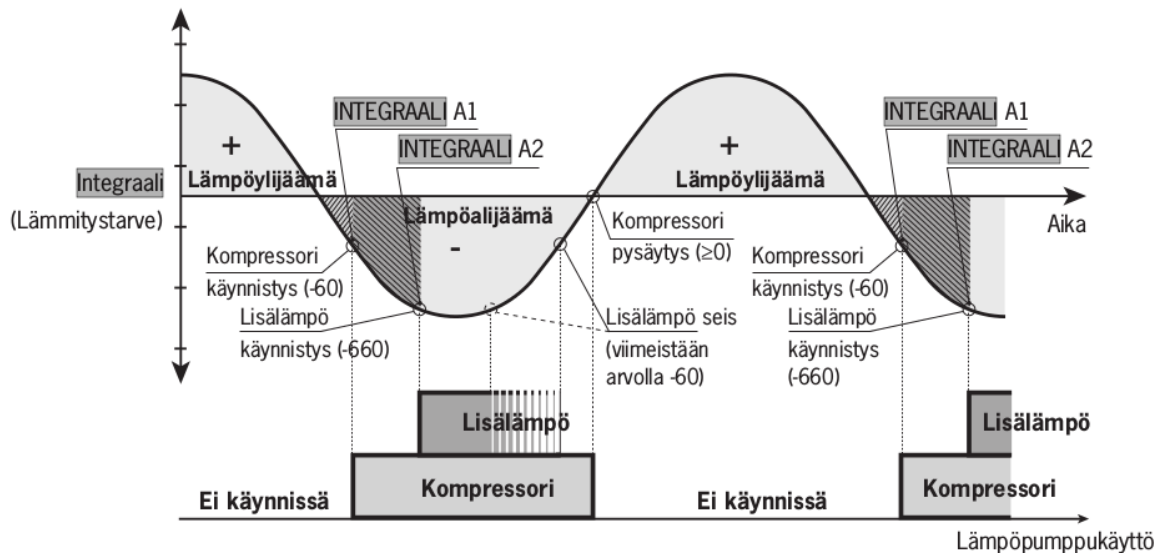 INTEGRAALI A1
INTEGRAALI A2
+
Lämpöylijäämä
Integraali
(Lämmitystarve)
Lämpöalijäämä
-
Kompressori
käynnistys (-60)
Lisälämpö
käynnistys (-660)
Kompressori
pysäytys (≥0)
Lisälämpö seis
(viimeistään
arvolla -60)
+
Lämpöylijäämä
INTEGRAALI A1
INTEGRAALI A2
Aika
Kompressori
käynnistys (-60)
Lisälämpö
käynnistys
(-660)
Lisälämpö
Lisälämpö
Ei käynnissä
Kompressori
Ei käynnissä
Kompressori
Lämpöpumppukäyttö